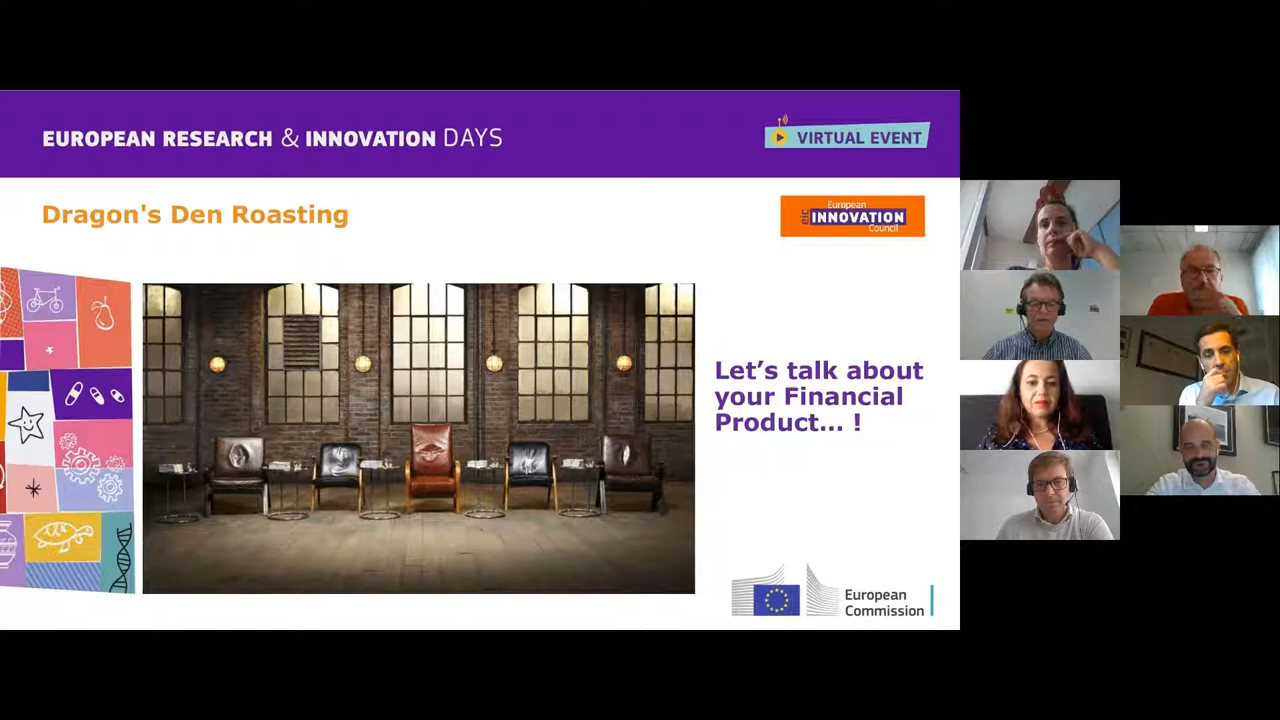 EUROPEAN RESEARCH & INNOVATION DAYS
VIRTUAL EVENT
Dragon's Den Roasting
European
eic INNOVATION
Council
Let’s talk about
your Financial
Product... !
European
Commission